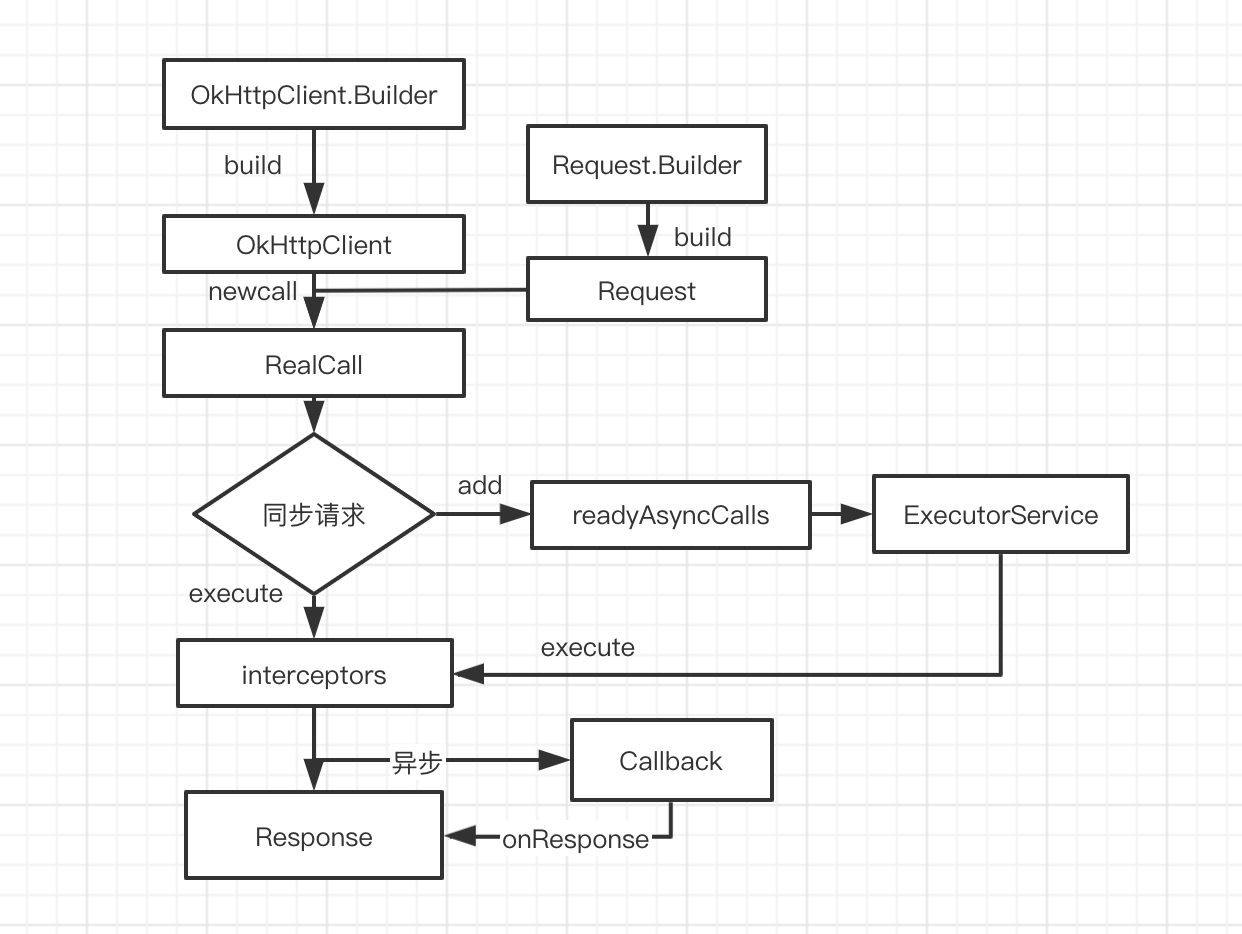 OkHttpClient.Builder
build
Request.Builder
OkHttpClient
build
newcall
Request
RealCall
同步请求
add
readyAsyncCalls
ExecutorService
execute
interceptors
execute
异步
Callback
Response
onResponse